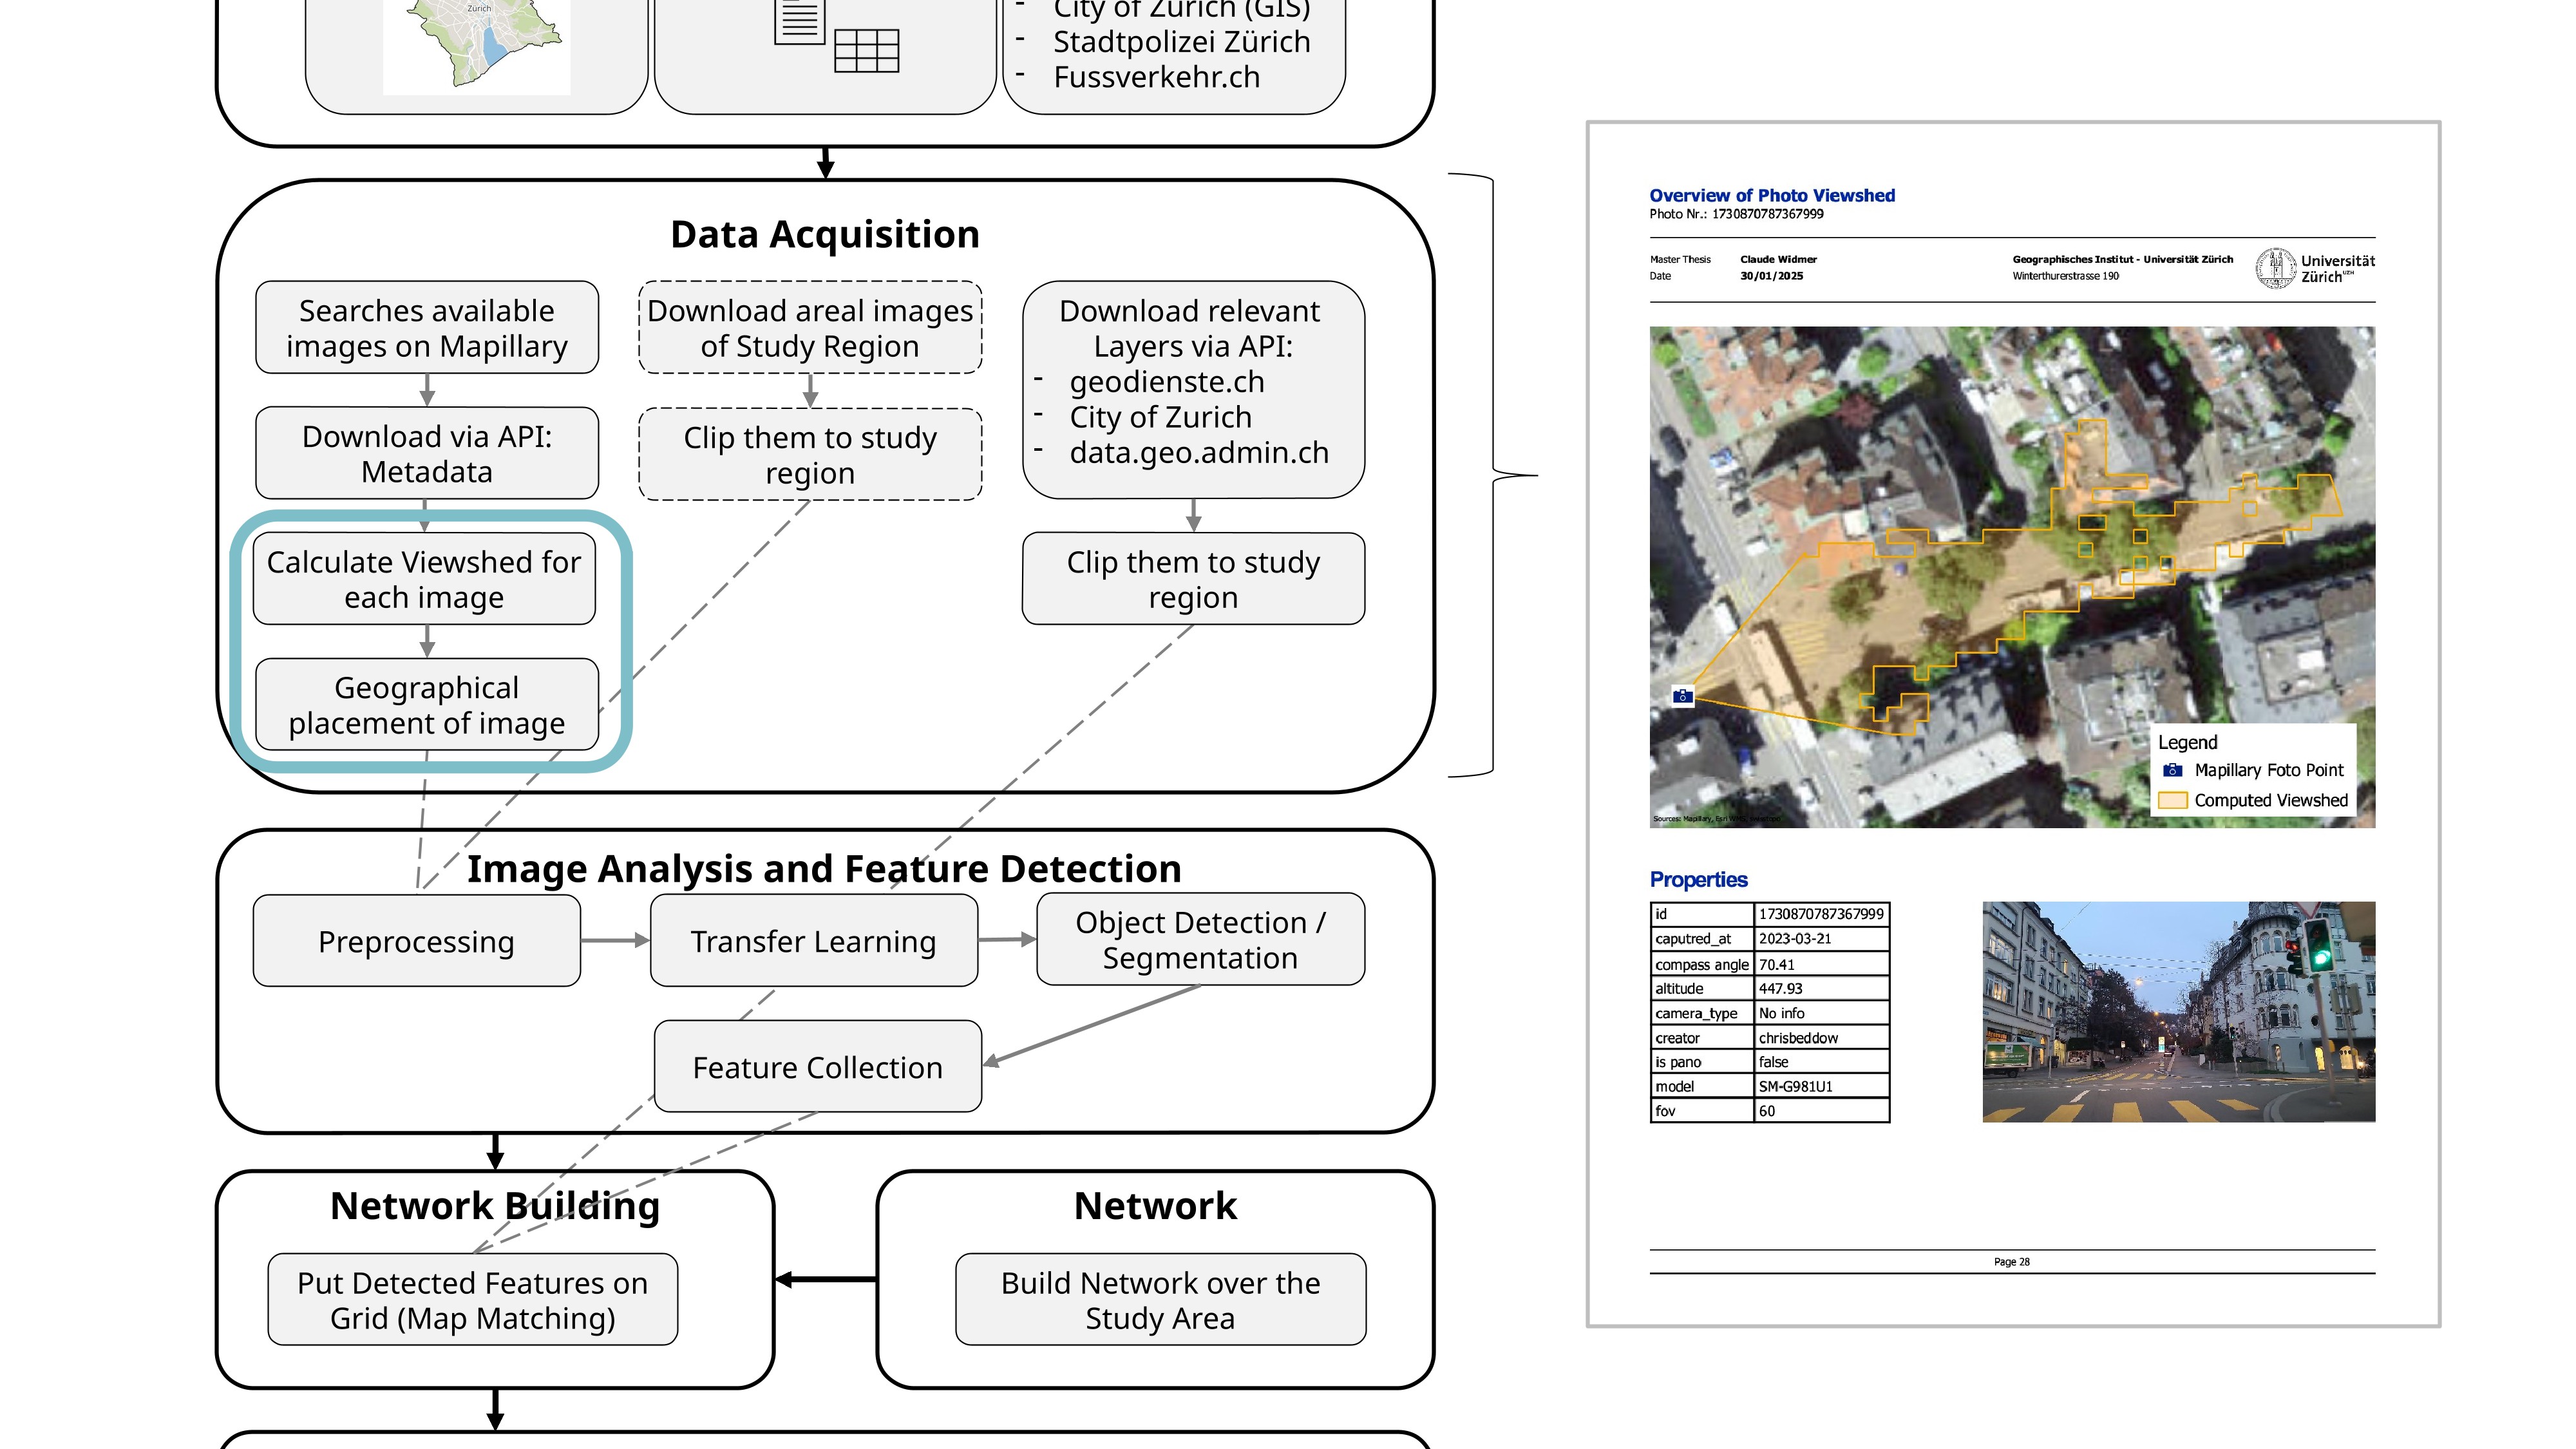 Zürich
- City of Zürich (GIS)
- Stadtpolizei Zürich
- Fussverkehr.ch
Data Acquisition
Searches available
images on Mapillary
Download via API:
Metadata
Calculate Viewshed for
each image
Geographical
placement of image
Download areal images
of Study Region
Clip them to study
region
Download relevant
Layers via API:
- geodienste.ch
- City of Zurich
- data.geo.admin.ch
Clip them to study
region
Image Analysis and Feature Detection
Preprocessing
Transfer Learning
Object Detection /
Segmentation
Feature Collection
Network Building
Put Detected Features on
Grid (Map Matching)
Network
Build Network over the
Study Area
Overview of Photo Viewshed
Photo Nr.: 1730870787367999
Master Thesis Claude Widmer
Date 30/01/2025
Geographisches Institut - Universität Zürich
Winterthurerstrasse 190
Universität
Zürich UZH
Legend
Mapillary Foto Point
Computed Viewshed
Sources: Mapillary, Esri
Properties
id 1730870787367999
caputred_at 2023-03-21
compass angle 70.41
altitude 447.93
camera_type No info
creator chrisbeddow
is pano false
model SM-G981U1
fov 60
Page 28